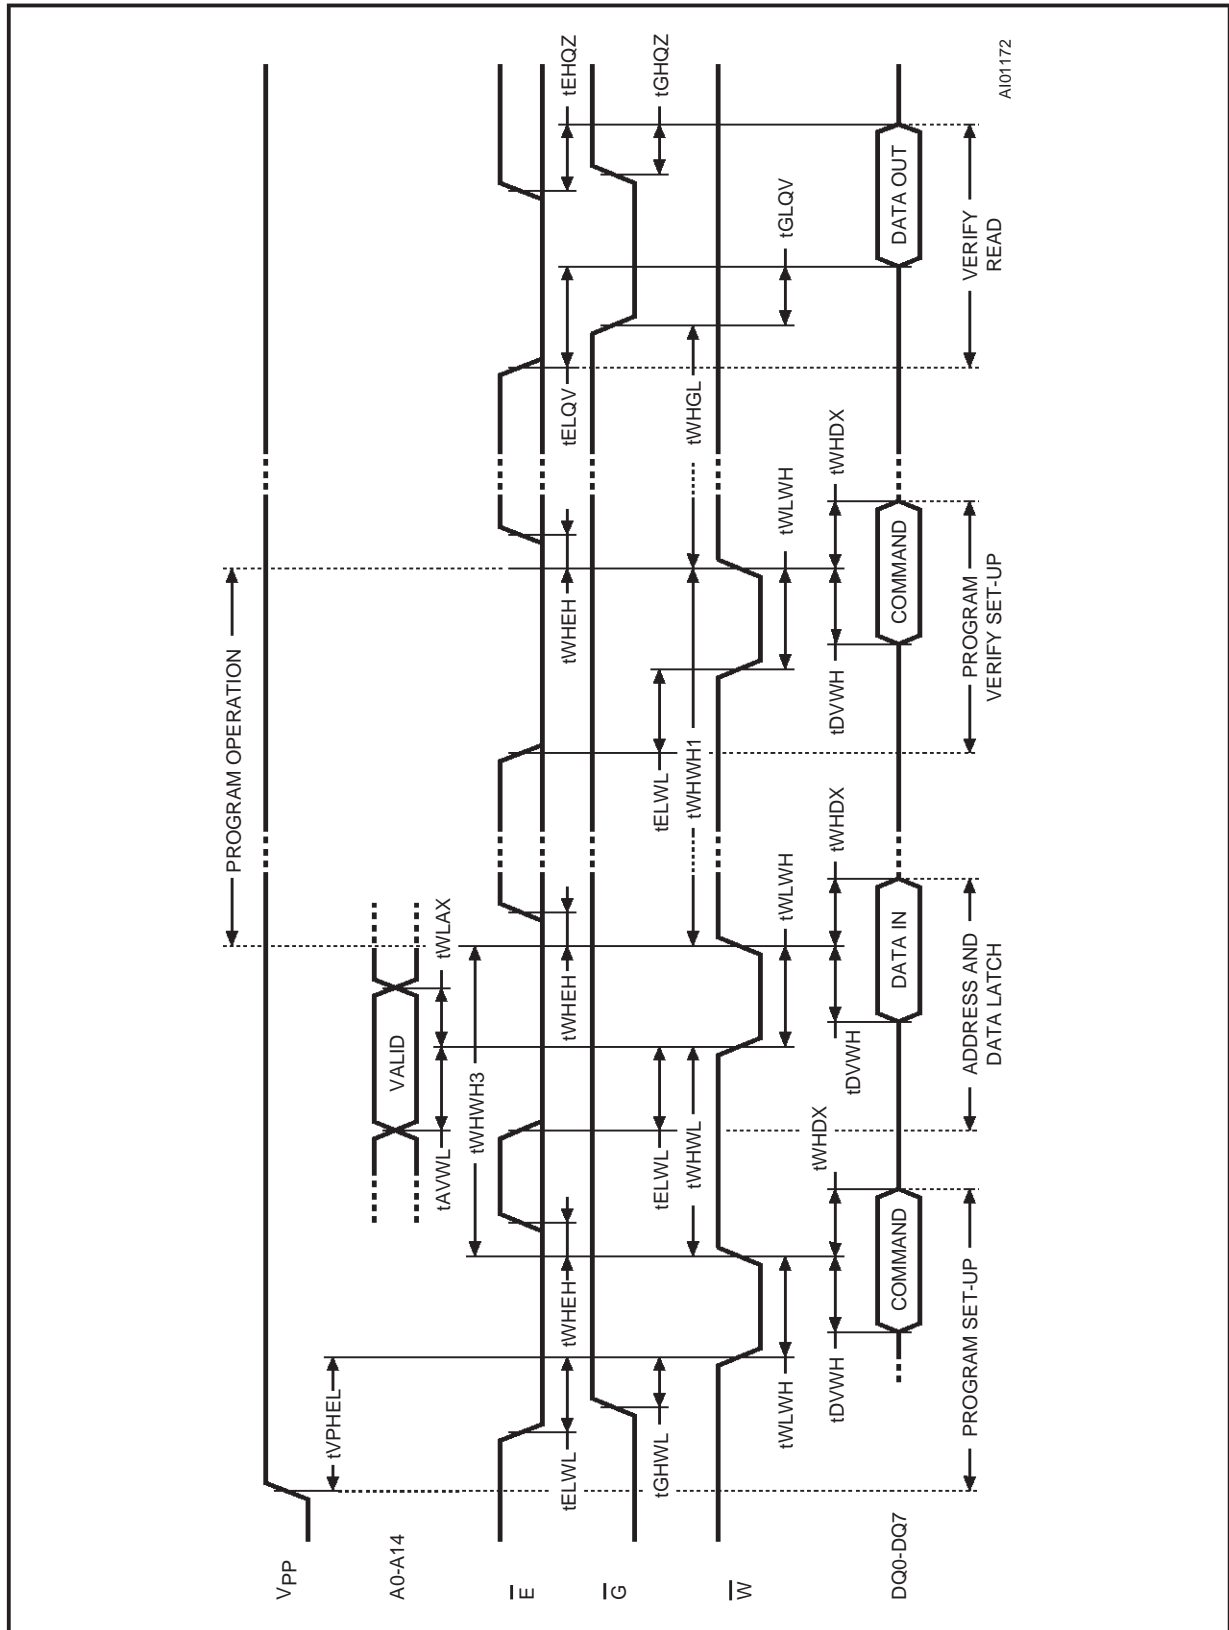 PROGRAM OPERATION
VPP
tVPHEL
A0-A14
VALID
tAVWL
tWLAX
tWHWH3
E
tELWL
tWHEH
tWHEH
tWHEH
tELQV
tEHQZ
G
tGHWL
tELWL
tELWL
tGHQZ
tWHWL
tWHWH1
tWHGL
W
tWLWH
tWLWH
tWLWH
tGLQV
tDVWH
tWHDX
tDVWH
tWHDX
tDVWH
tWHDX
DQ0-DQ7
COMMAND
DATA IN
COMMAND
DATA OUT
PROGRAM SET-UP
ADDRESS AND
DATA LATCH
PROGRAM
VERIFY SET-UP
VERIFY
READ
AI01172